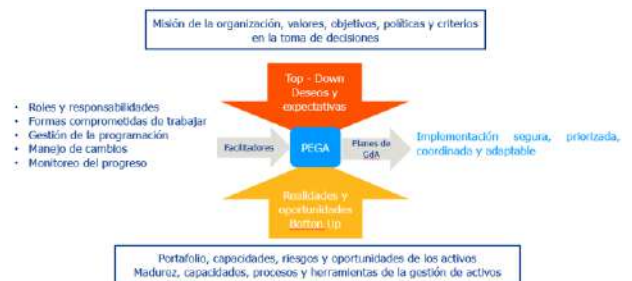 Misión de la organización, valores, objetivos, políticas y criterios
en la toma de decisiones
Top - Down
Deseos y
expectativas
• Roles y responsabilidades
• Formas comprometidas de trabajar
• Gestión de la programación
• Manejo de cambios
• Monitoreo del progreso
Facilitadores
PEGA
Planes de
GdA
Implementación segura, priorizada,
coordinada y adaptable
Realidades y
oportunidades
Botton Up
Portafolio, capacidades, riesgos y oportunidades de los activos
Madurez, capacidades, procesos y herramientas de la gestión de activos